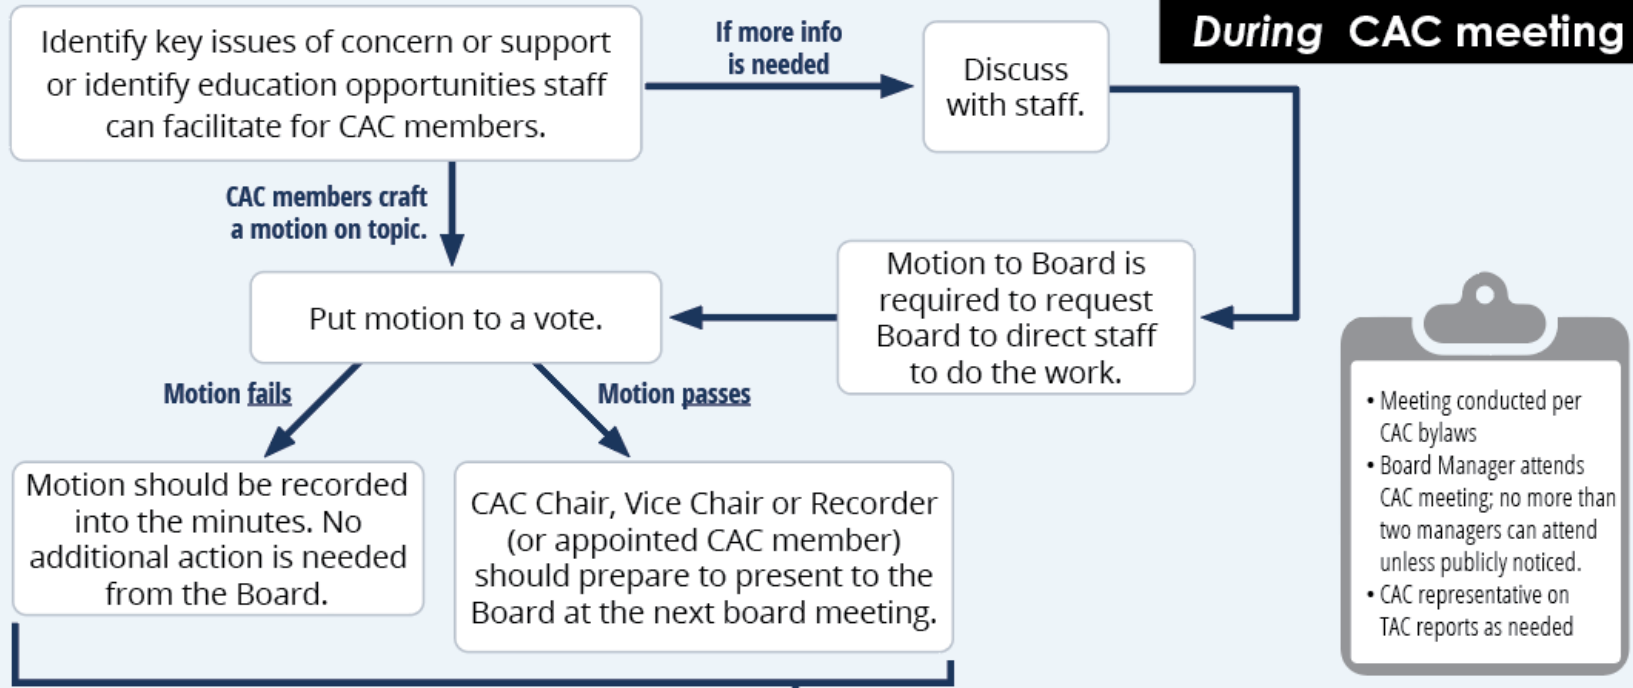 During CAC meeting
Identify key issues of concern or support
or identify education opportunities staff
can facilitate for CAC members.
If more info
is needed
Discuss
with staff.
CAC members craft
a motion on topic.
Motion to Board is
required to request
Board to direct staff
to do the work.
Put motion to a vote.
Motion fails
Motion passes
Motion should be recorded
into the minutes. No
additional action is needed
from the Board.
CAC Chair, Vice Chair or Recorder
(or appointed CAC member)
should prepare to present to the
Board at the next board meeting.
• Meeting conducted per
CAC bylaws
• Board Manager attends
CAC meeting; no more than
two managers can attend
unless publicly noticed.
• CAC representative on
TAC reports as needed